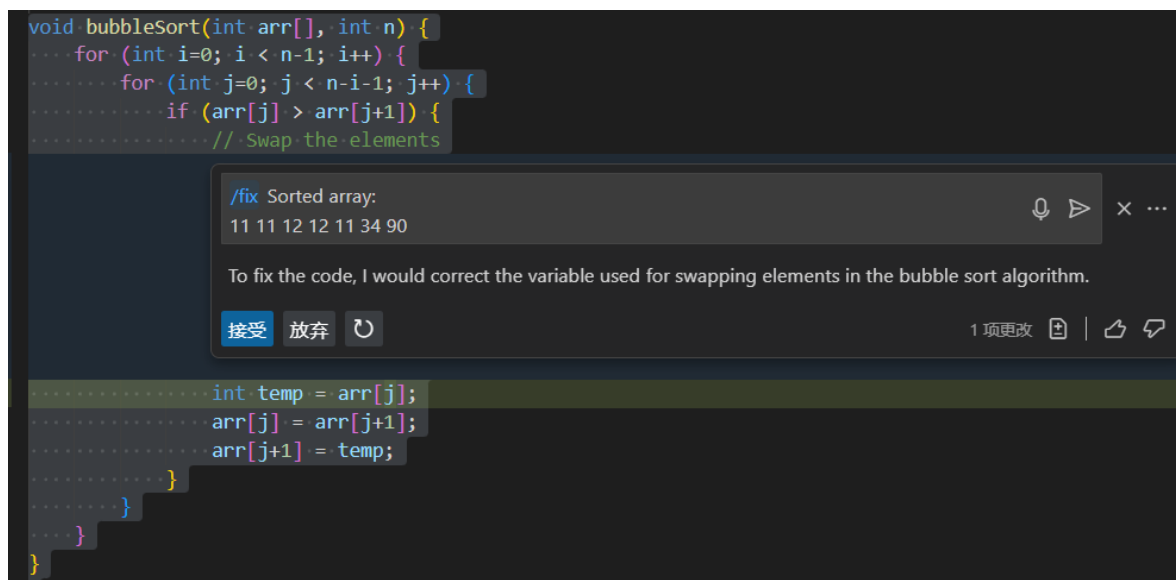 void bubbleSort(int arr[], int n) {
for (int i=0; i < n-1; i++) {
for (int j=0; j < n-i-1; j++) {
if (arr[j] > arr[j+1]) {
// Swap the elements
/fix Sorted array:
11 11 12 12 11 34 90
To fix the code, I would correct the variable used for swapping elements in the bubble sort algorithm.
接受 放弃 1 项更改
int temp = arr[j];
arr[j] = arr[j+1];
arr[j+1] = temp;
}
}
}
}